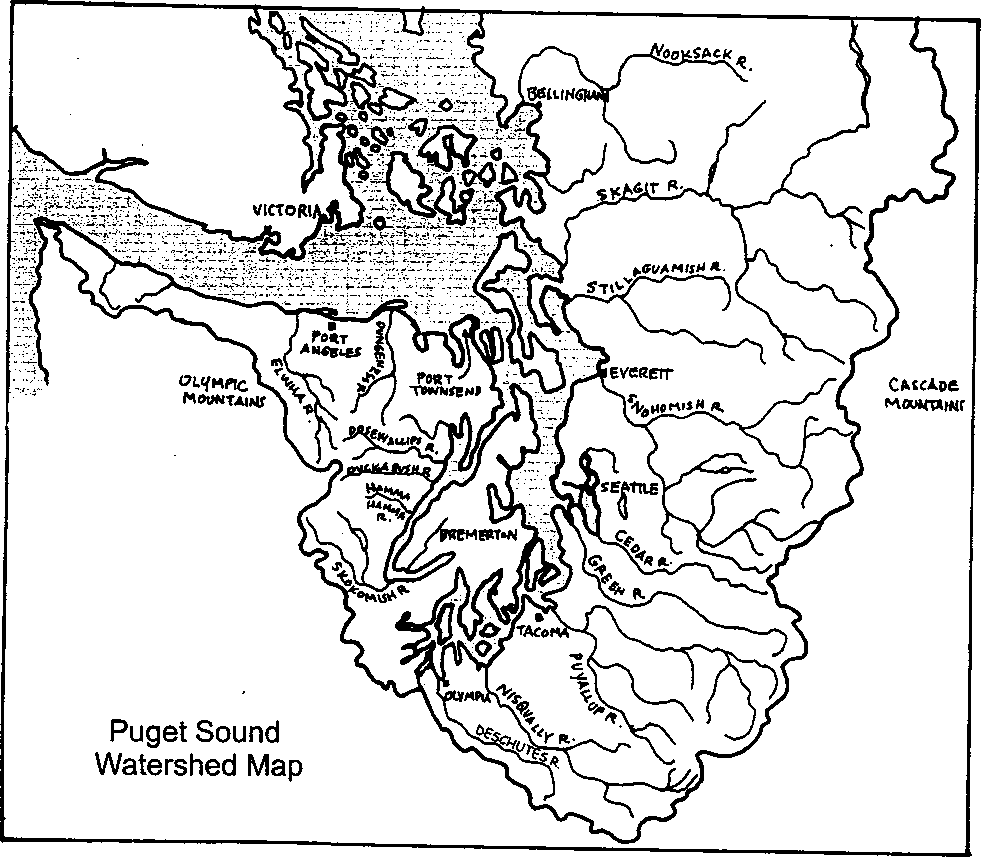 NOOKSACK R.
BELLINGHAM
SKAGIT R.
VICTORIA
STILLAGUAMISH R.
PORT
ANGELES
DUNGENESS R.
ELWHA R.
PORT
TOWNSEND
EVERETT
OLYMPIC
MOUNTAINS
CASCADE
MOUNTAINS
SNOHOMISH R.
DOSEWALLIPS R.
DUCKABUSH R.
HAMMA
HAMMA
R.
SEATTLE
BREMERTON
CEDAR R.
GREEN R.
SKOKOMISH R.
TACOMA
PUYALLUP R.
OLYMPIA
NISQUALLY R.
DESCHUTES R.
Puget Sound
Watershed Map